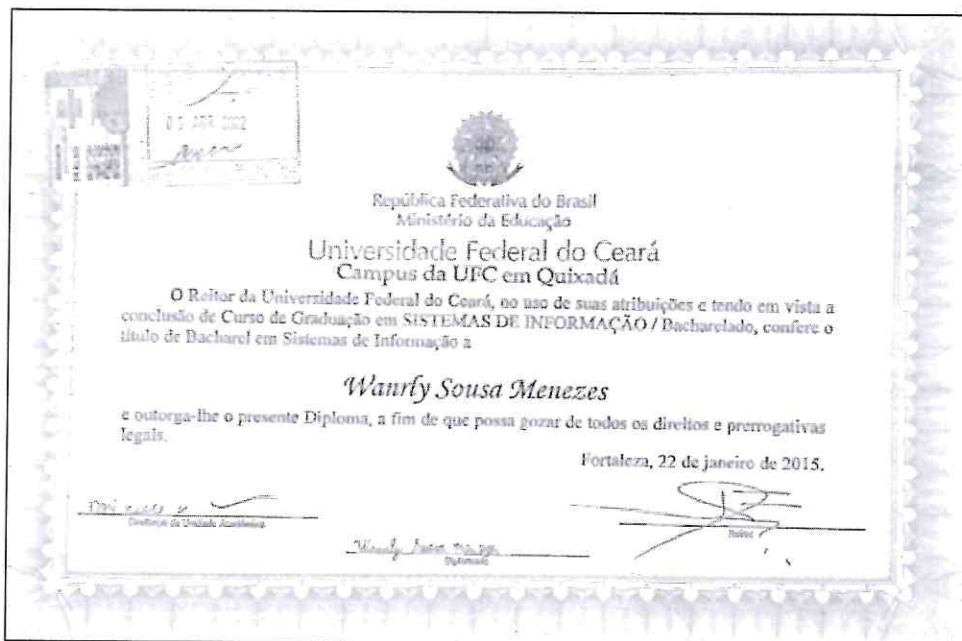 República Federativa do Brasil
Ministério da Educação
Universidade Federal do Ceará
Campus da UFC em Quixadá
O Reitor da Universidade Federal do Ceará, no uso de suas atribuições e tendo em vista a
conclusão de Curso de Graduação em SISTEMAS DE INFORMAÇÃO / Bacharelado, confere o
título de Bacharel em Sistemas de Informação a
Wanrly Sousa Menezes
e outorga-lhe o presente Diploma, a fim de que possa gozar de todos os direitos e prerrogativas
legais.
Fortaleza, 22 de janeiro de 2015.
da Unidade Acadêmica
Reitor
Diplomado